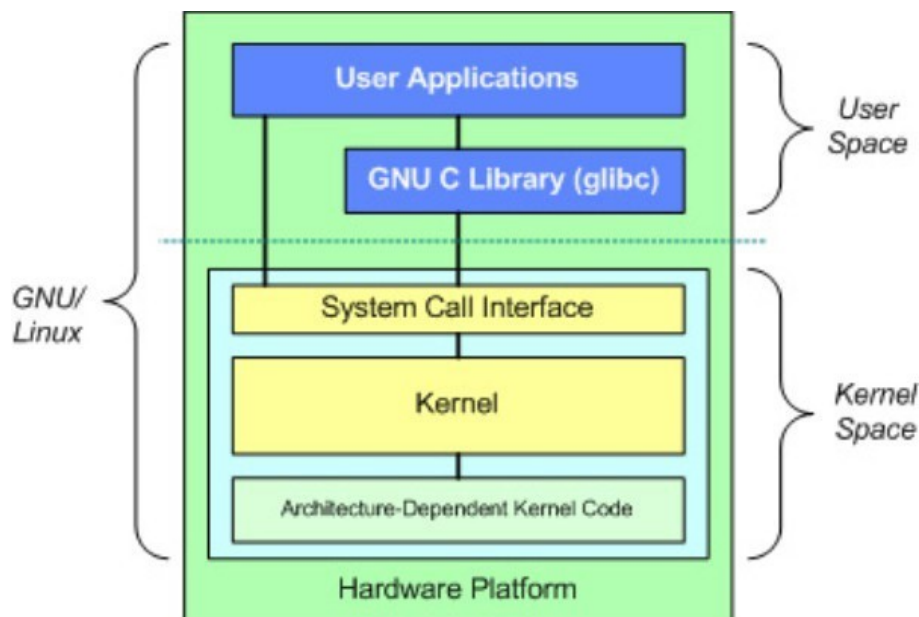 User Applications
GNU C Library (glibc)
User
Space
GNU/
Linux
System Call Interface
Kernel
Architecture-Dependent Kernel Code
Kernel
Space
Hardware Platform